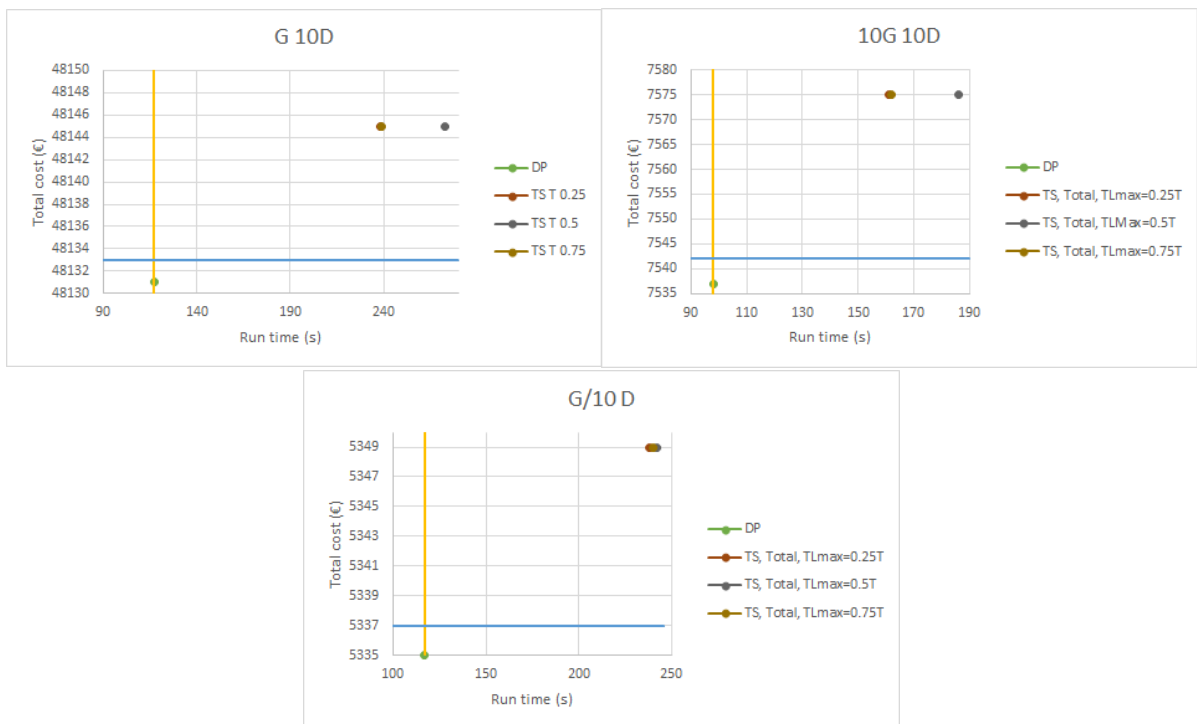 G 10D
48150
48148
48146
48144
48142
48140
48138
48136
48134
48132
48130
Total cost (€)
90
140
190
240
Run time (s)
DP
TS T 0.25
TS T 0.5
TS T 0.75
10G 10D
7580
7575
7570
7565
7560
7555
7550
7545
7540
7535
Total cost (€)
90
110
130
150
170
190
Run time (s)
DP
TS, Total, TLmax=0.25T
TS, Total, TLMax=0.5T
TS, Total, TLmax=0.75T
G/10 D
5349
5347
5345
5343
5341
5339
5337
5335
Total cost (€)
100
150
200
250
Run time (s)
DP
TS, Total, TLmax=0.25T
TS, Total, TLmax=0.5T
TS, Total, TLmax=0.75T